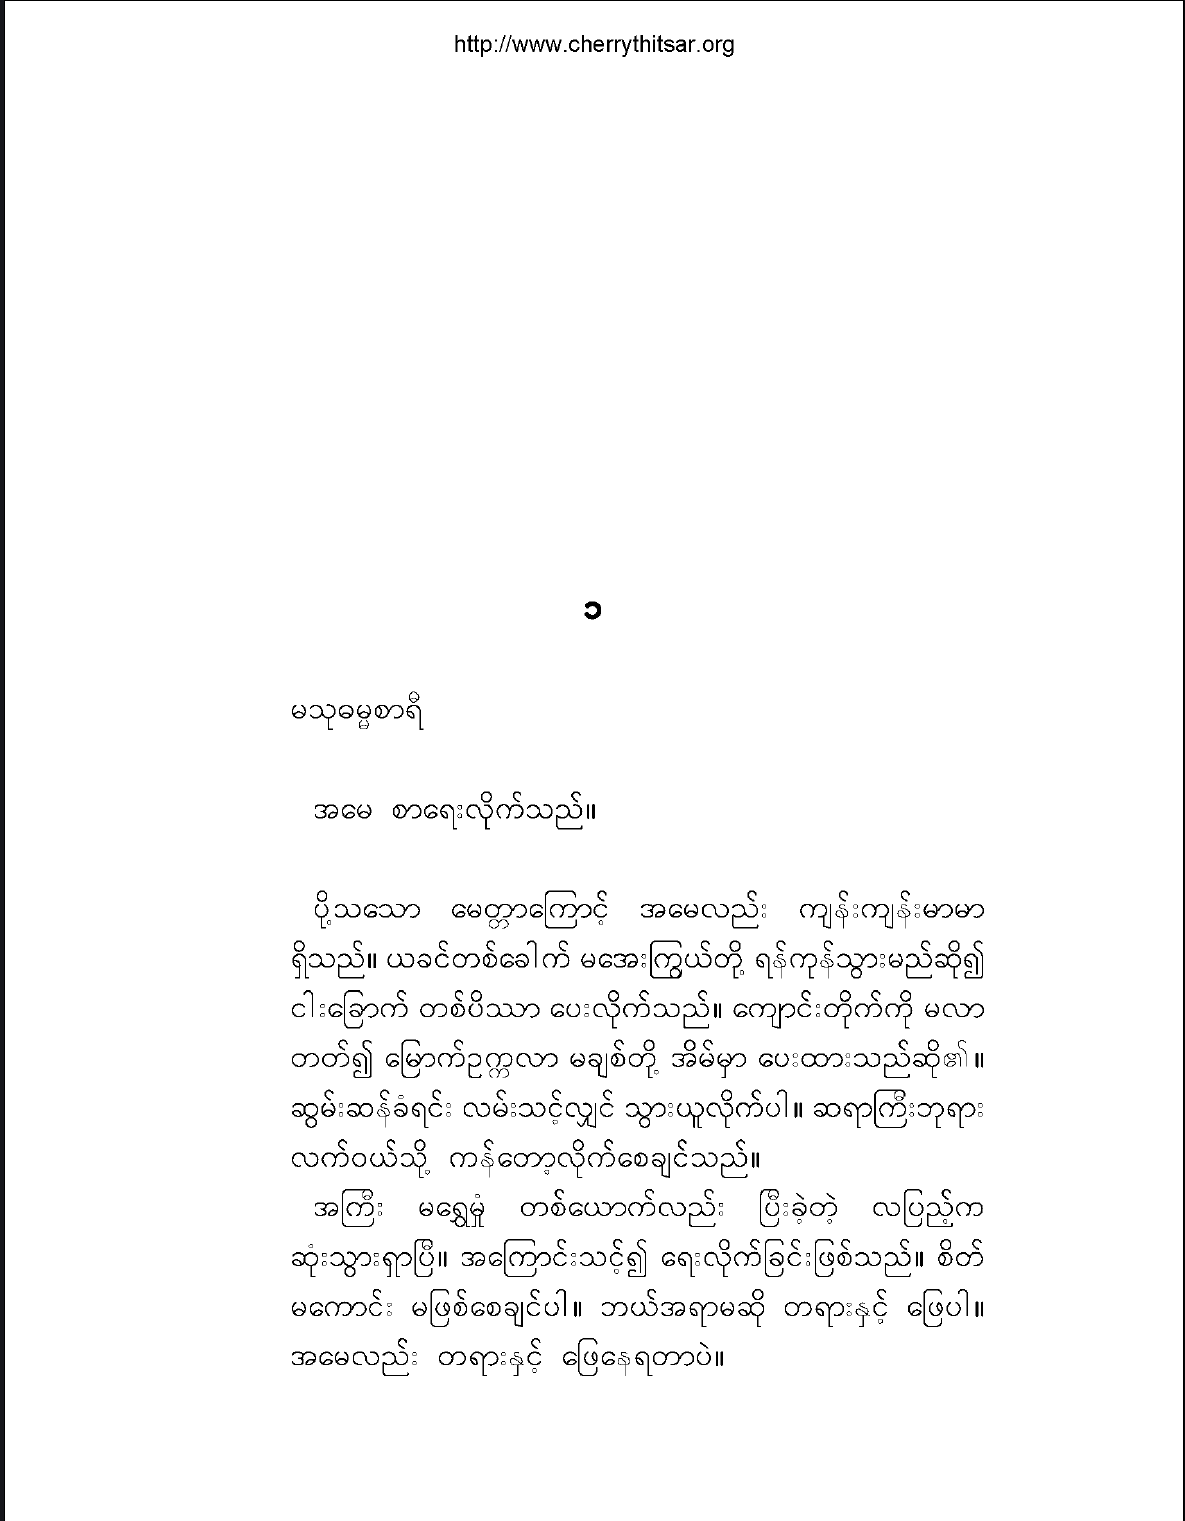 http://www.cherrythitsar.org
၁
မသုဓမ္မစာရီ
အမေ စာရေးလိုက်သည်။
ပို့သသော မေတ္တာကြောင့် အမေလည်း ကျန်းကျန်းမာမာ
ရှိသည်။ ယခင်တစ်ခေါက် မအေးကြွယ်တို့ ရန်ကုန်သွားမည်ဆို၍
ငါးခြောက် တစ်ပိဿာ ပေးလိုက်သည်။ ကျောင်းတိုက်ကို မလာ
တတ်၍ မြောက်ဥက္ကလာ မချစ်တို့ အိမ်မှာ ပေးထားသည်ဆို၏။
ဆွမ်းဆန်ခံရင်း လမ်းသင့်လျှင် သွားယူလိုက်ပါ။ ဆရာကြီးဘုရား
လက်ဝယ်သို့ ကန်တော့လိုက်စေချင်သည်။
အကြီး မရွှေမှုံ တစ်ယောက်လည်း ပြီးခဲ့တဲ့ လပြည့်က
ဆုံးသွားရှာပြီ။ အကြောင်းသင့်၍ ရေးလိုက်ခြင်းဖြစ်သည်။ စိတ်
မကောင်း မဖြစ်စေချင်ပါ။ ဘယ်အရာမဆို တရားနှင့် ဖြေပါ။
အမေလည်း တရားနှင့် ဖြေနေရတာပဲ။